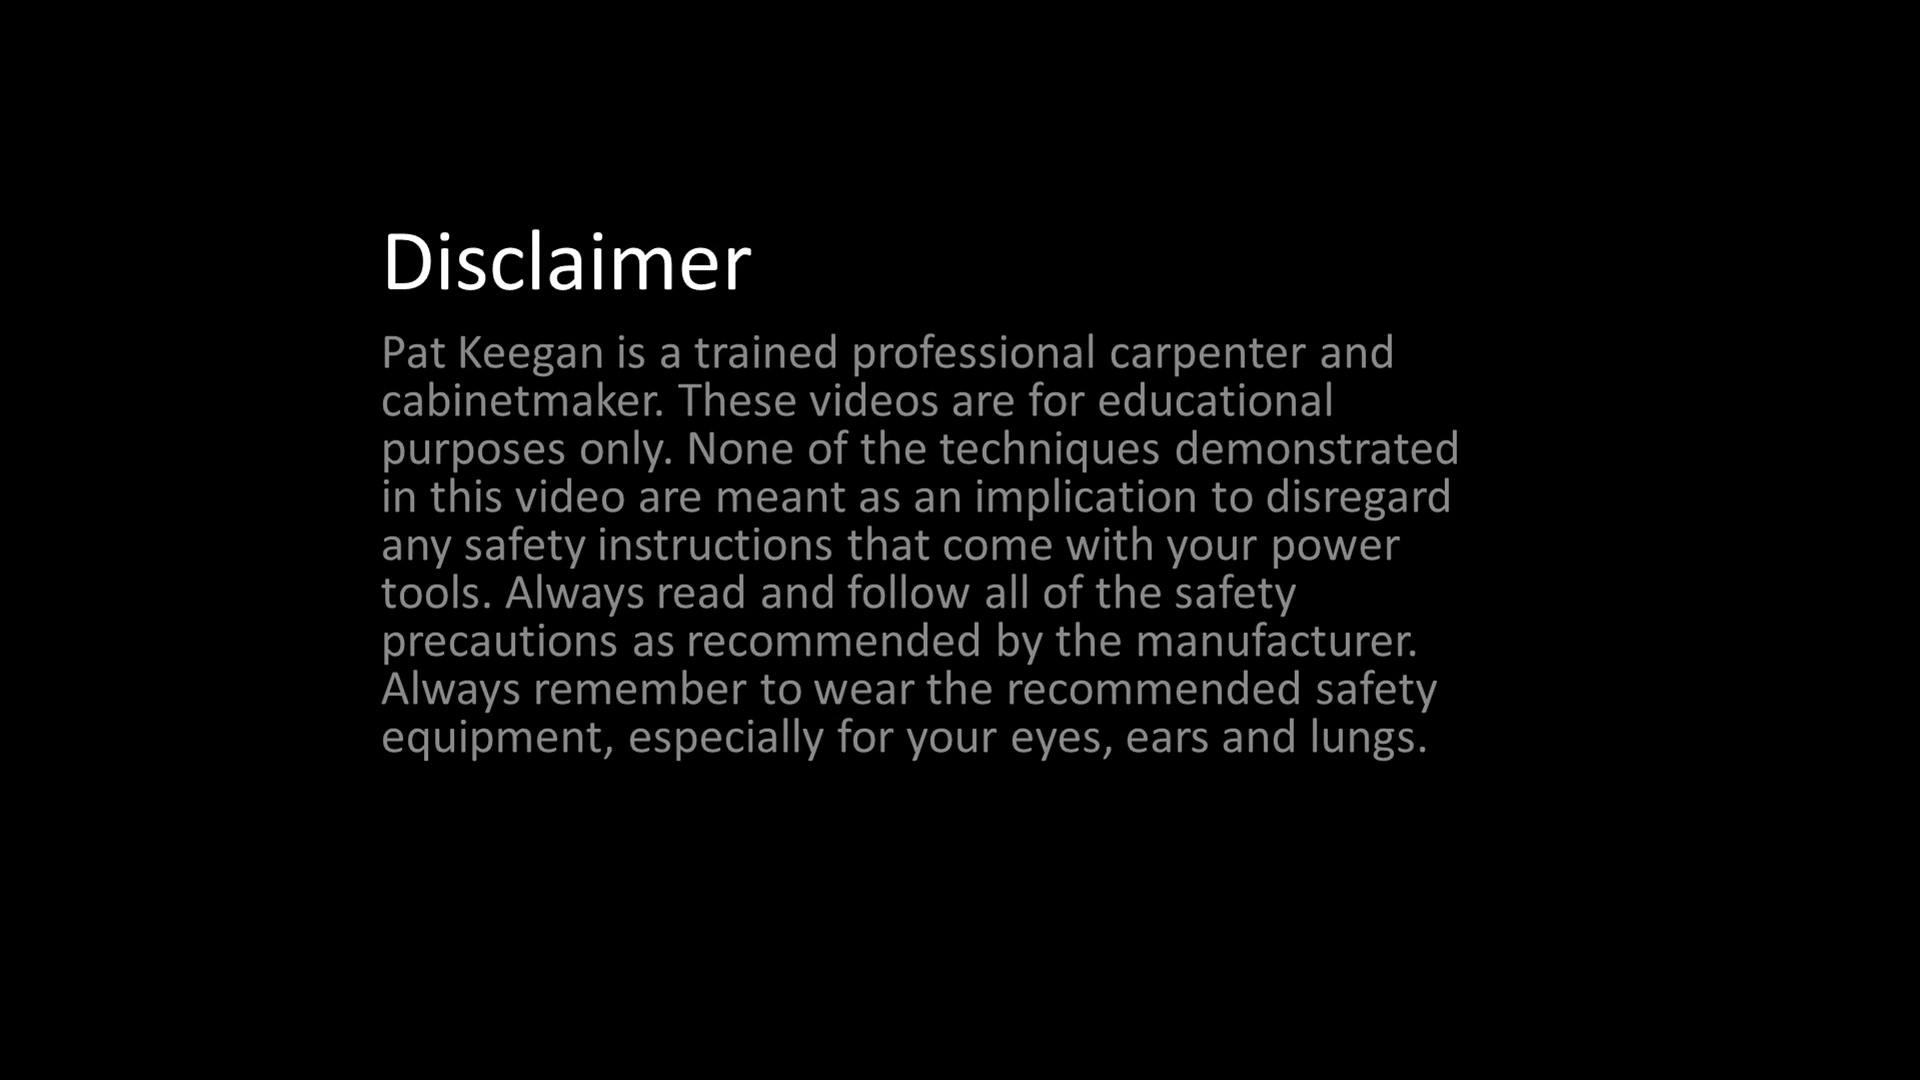 Disclaimer
Pat Keegan is a trained professional carpenter and
cabinetmaker. These videos are for educational
purposes only. None of the techniques demonstrated
in this video are meant as an implication to disregard
any safety instructions that come with your power
tools. Always read and follow all of the safety
precautions as recommended by the manufacturer.
Always remember to wear the recommended safety
equipment, especially for your eyes, ears and lungs.